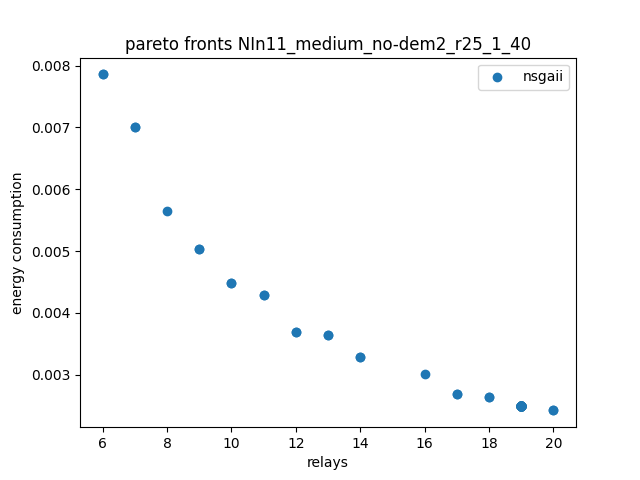 pareto fronts NIn11_medium_no-dem2_r25_1_40
nsgaii
0.008
0.007
0.006
0.005
0.004
0.003
energy consumption
6 8 10 12 14 16 18 20
relays